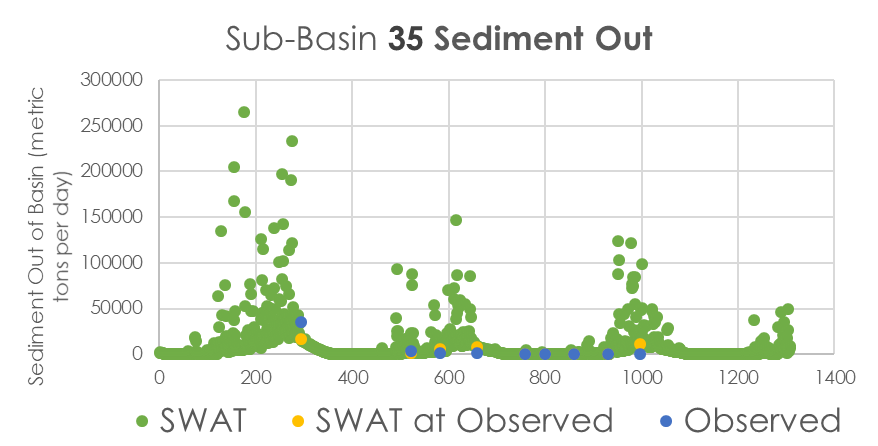 Sub-Basin 35 Sediment Out
Sediment Out of Basin (metric
tons per day)
300000
250000
200000
150000
100000
50000
0
0 200 400 600 800 1000 1200 1400
SWAT SWAT at Observed Observed